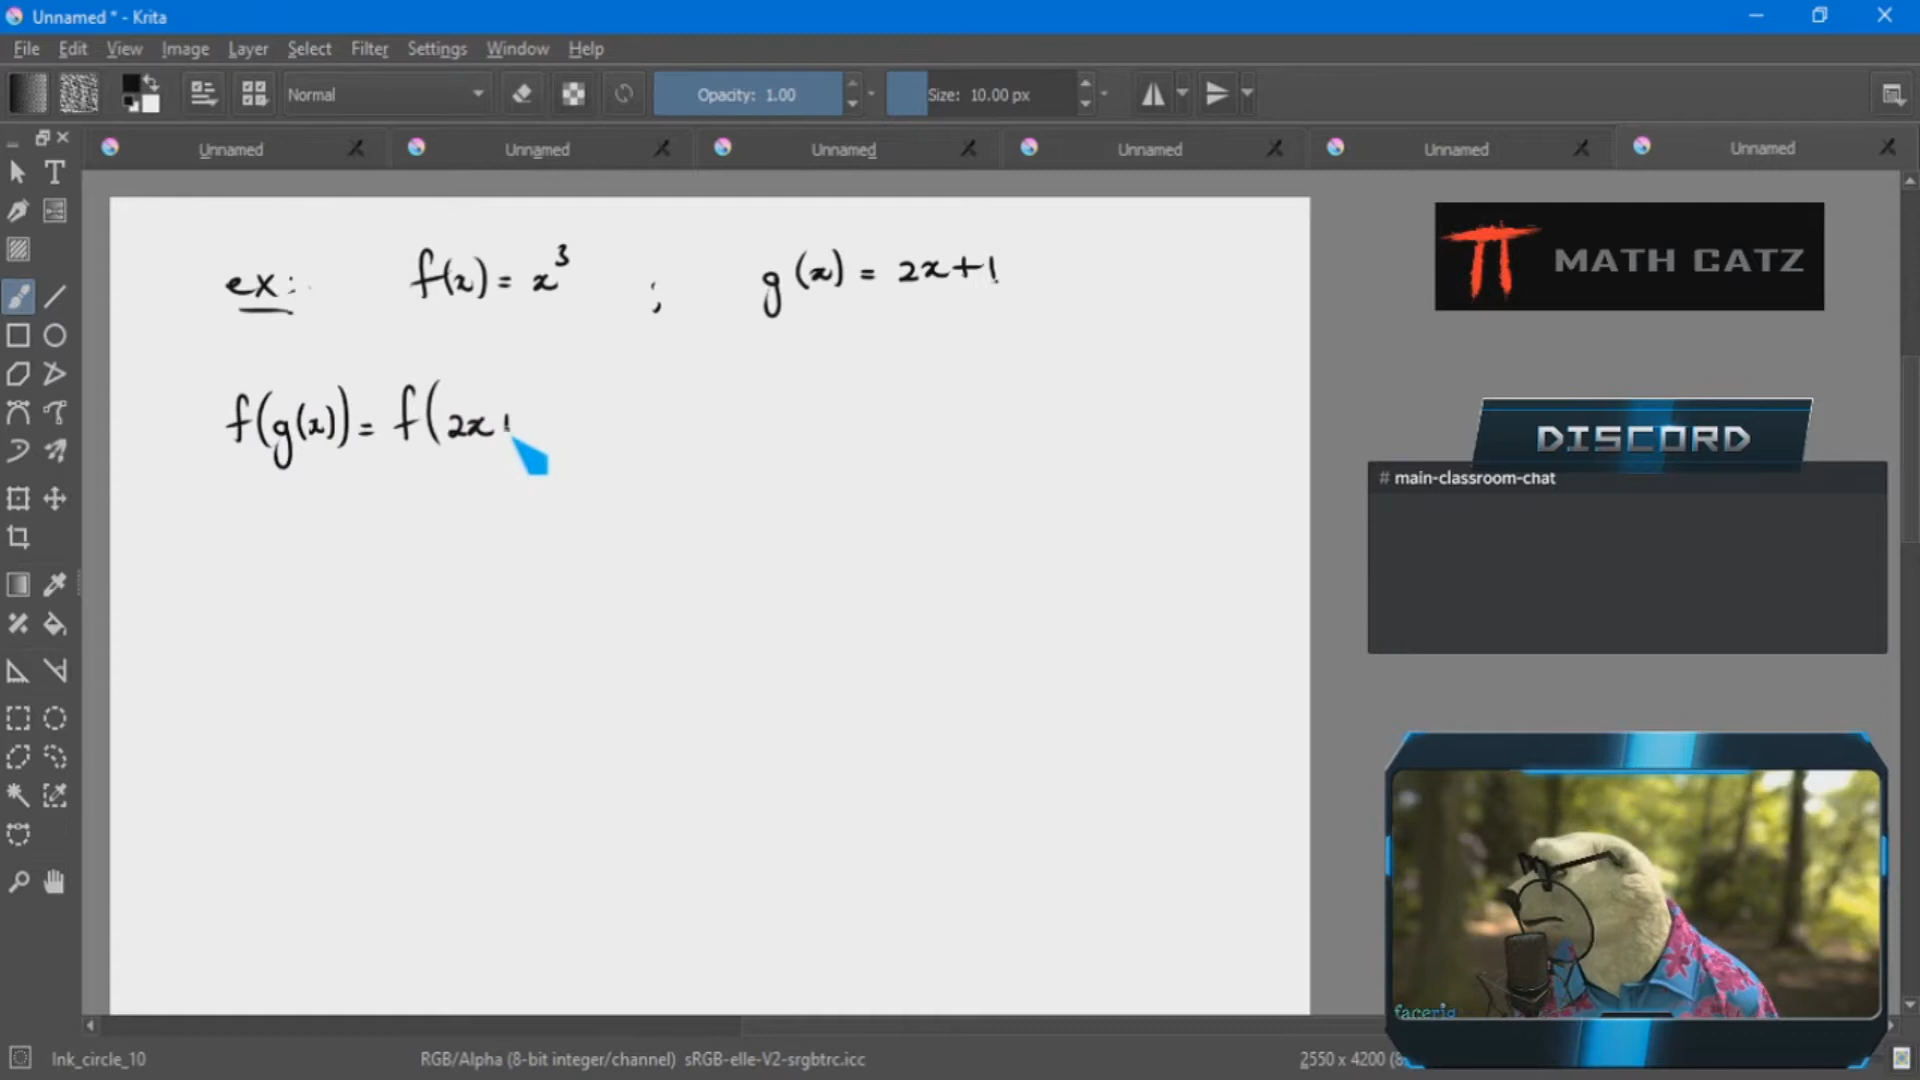 Unnamed * - Krita
File Edit View Image Layer Select Filter Settings Window Help
Normal Opacity: 1.00 Size: 10.00 px
Unnamed Unnamed Unnamed Unnamed Unnamed Unnamed
ex: f(x) = x³ ; g(x) = 2x+1
π MATH CATZ
f(g(x)) = f(2x
DISCORD
# main-classroom-chat
facerig
Ink_circle_10 RGB/Alpha (8-bit integer/channel) sRGB-elle-V2-srgbtrc.icc 2550 x 4200 (8